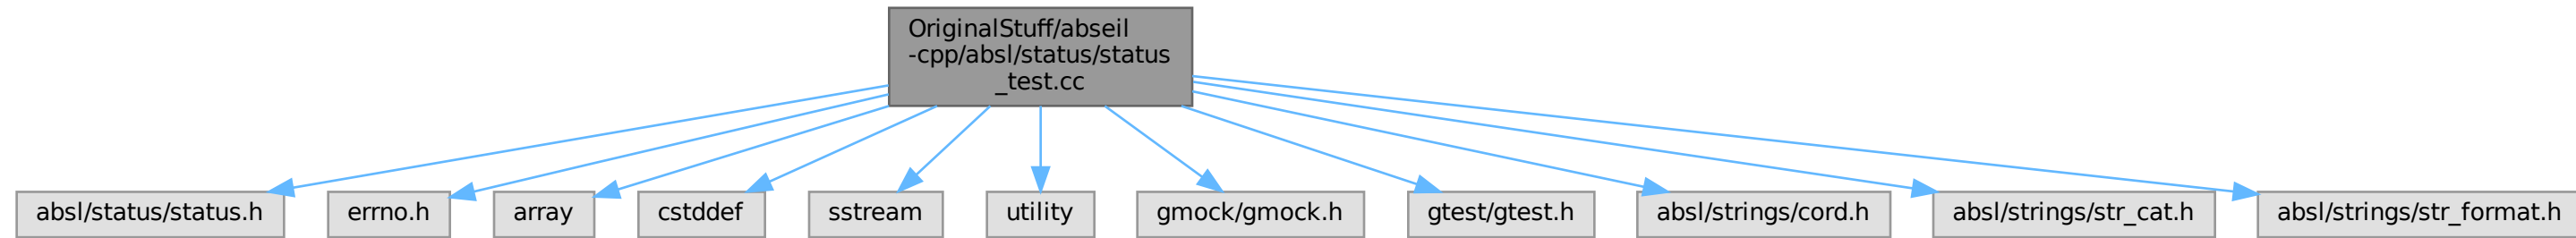 OriginalStuff/abseil
-cpp/absl/status/status
_test.cc
absl/status/status.h
errno.h
array
cstddef
sstream
utility
gmock/gmock.h
gtest/gtest.h
absl/strings/cord.h
absl/strings/str_cat.h
absl/strings/str_format.h